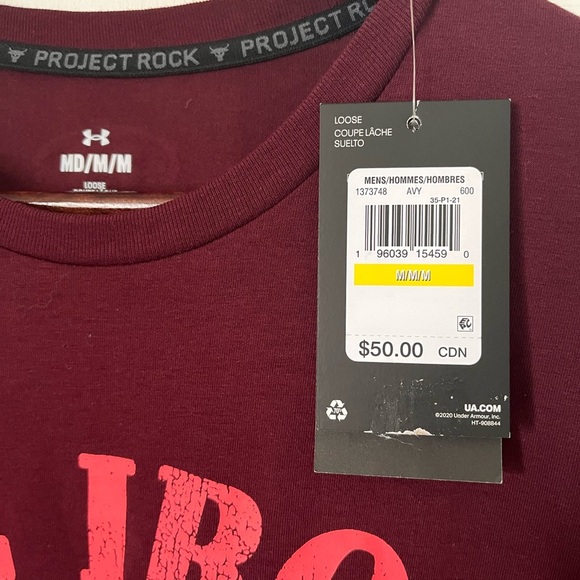 PROJECT ROCK PROJECT R
MD/M/M
LOOSE
LOOSE
COUPE LÂCHE
SUELTO
MENS/HOMMES/HOMBRES
1373748 AVY 600
35-P1-21
1 96039 15459 0
M/M/M
$50.00 CDN
UA.COM
©2020 Under Armour, Inc.
HT-908844